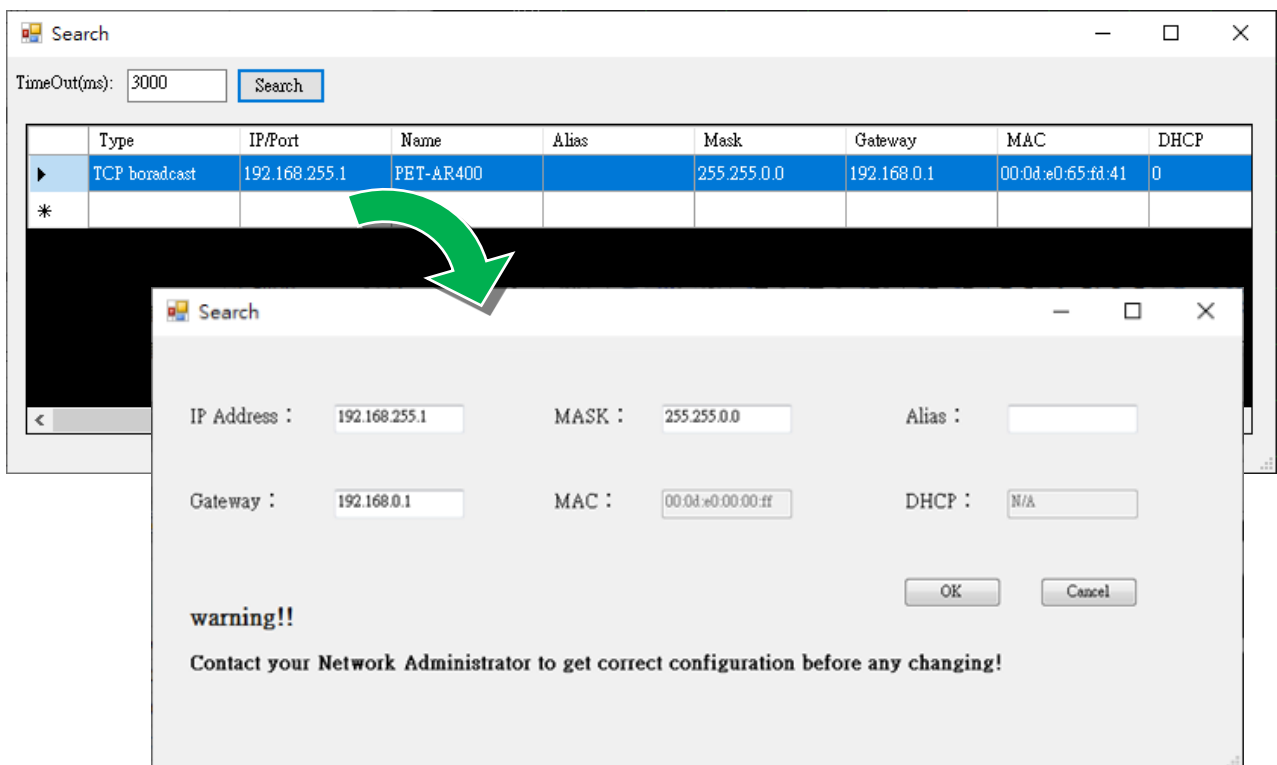 Search
TimeOut(ms): 3000 Search
Type IP/Port Name Alias Mask Gateway MAC DHCP
TCP boradcast 192.168.255.1 PET-AR400 255.255.0.0 192.168.0.1 00:0d:e0:65:fd:41 0
Search
IP Address： 192.168.255.1 MASK： 255.255.0.0 Alias：
Gateway： 192.168.0.1 MAC： 00:0d:e0:00:00:ff DHCP： N/A
OK Cancel
warning!!
Contact your Network Administrator to get correct configuration before any changing!